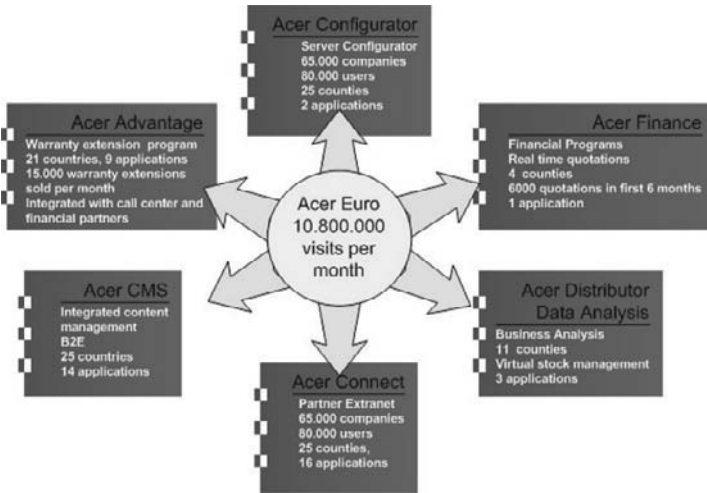 Acer Configurator
Server Configurator
65.000 companies
80.000 users
25 counties
2 applications
Acer Advantage
Warranty extension program
21 countries, 9 applications
15.000 warranty extensions
sold per month
Integrated with call center and
financial partners
Acer Finance
Financial Programs
Real time quotations
4 counties
6000 quotations in first 6 months
1 application
Acer Euro
10.800.000
visits per
month
Acer CMS
Integrated content
management
B2E
25 countries
14 applications
Acer Distributor
Data Analysis
Business Analysis
11 counties
Virtual stock management
3 applications
Acer Connect
Partner Extranet
65.000 companies
80.000 users
25 counties,
16 applications